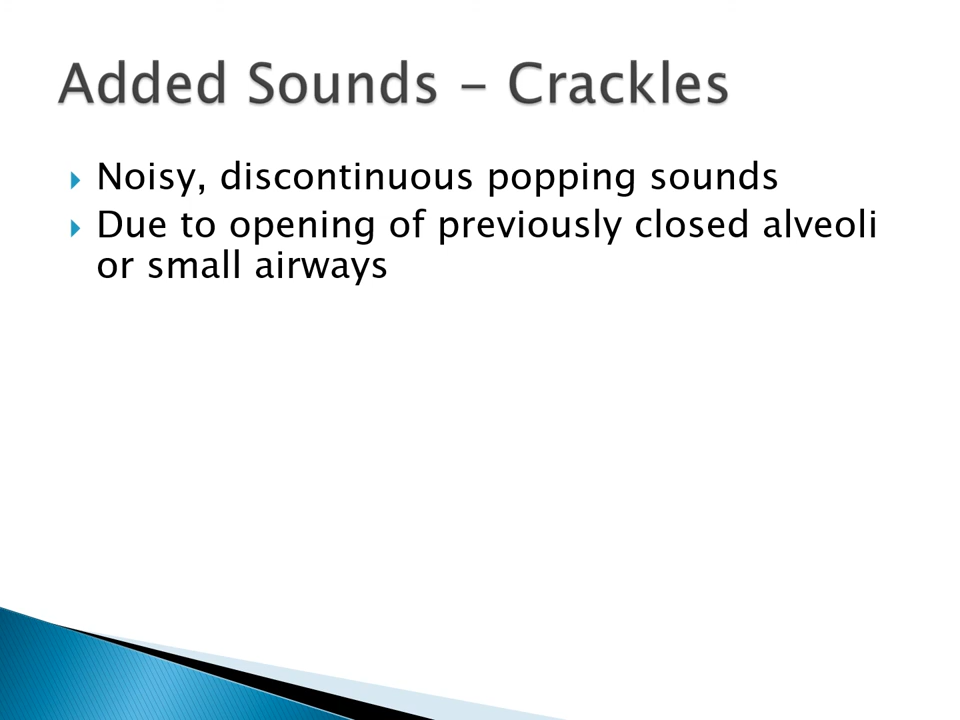 Added Sounds - Crackles
Noisy, discontinuous popping sounds
Due to opening of previously closed alveoli
or small airways